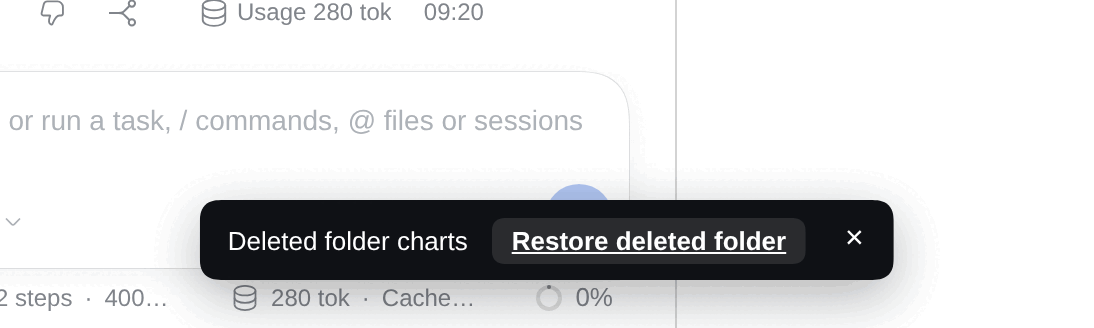 Usage 280 tok 09:20
or run a task, / commands, @ files or sessions
Deleted folder charts Restore deleted folder ×
2 steps · 400… 280 tok · Cache… 0%